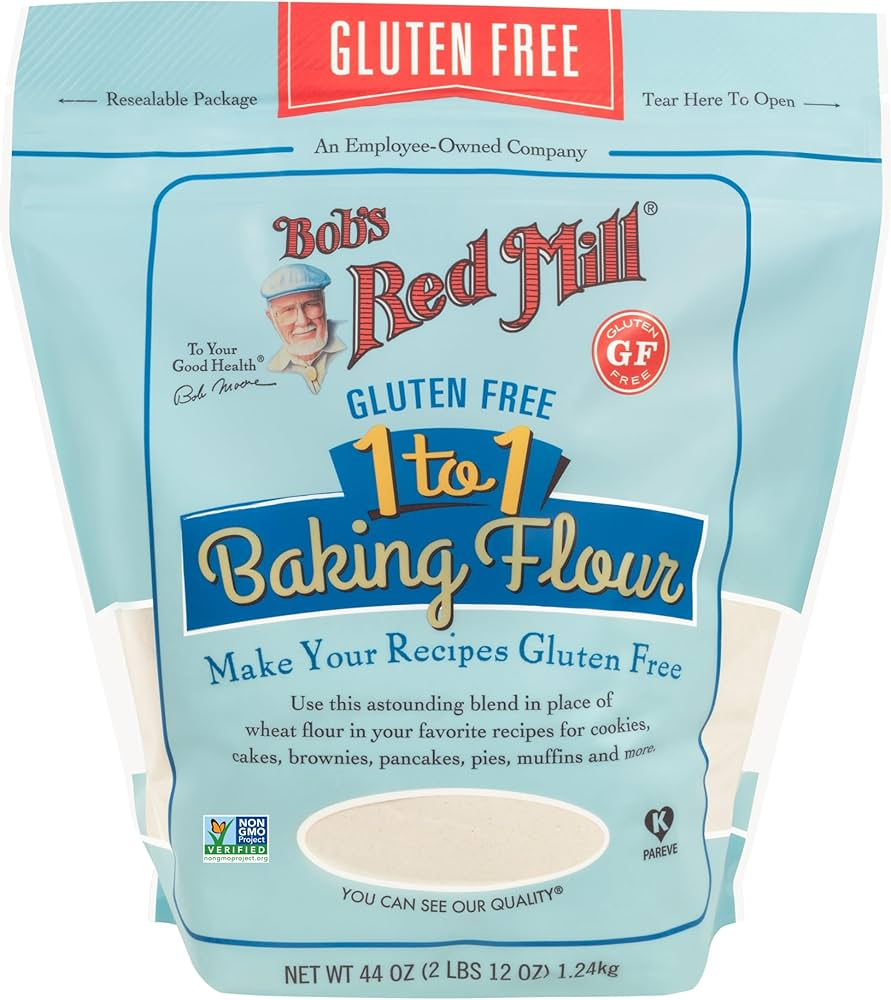 GLUTEN FREE
Resealable Package
Tear Here To Open
An Employee-Owned Company
Bob's
Red Mill®
To Your
Good Health®
Bob Moore
GLUTEN
GF
FREE
GLUTEN FREE
1 to 1
Baking Flour
Make Your Recipes Gluten Free
Use this astounding blend in place of
wheat flour in your favorite recipes for cookies,
cakes, brownies, pancakes, pies, muffins and more.
NON
GMO
Project
VERIFIED
nongmoproject.org
K
PAREVE
YOU CAN SEE OUR QUALITY®
NET WT 44 OZ (2 LBS 12 OZ) 1.24kg